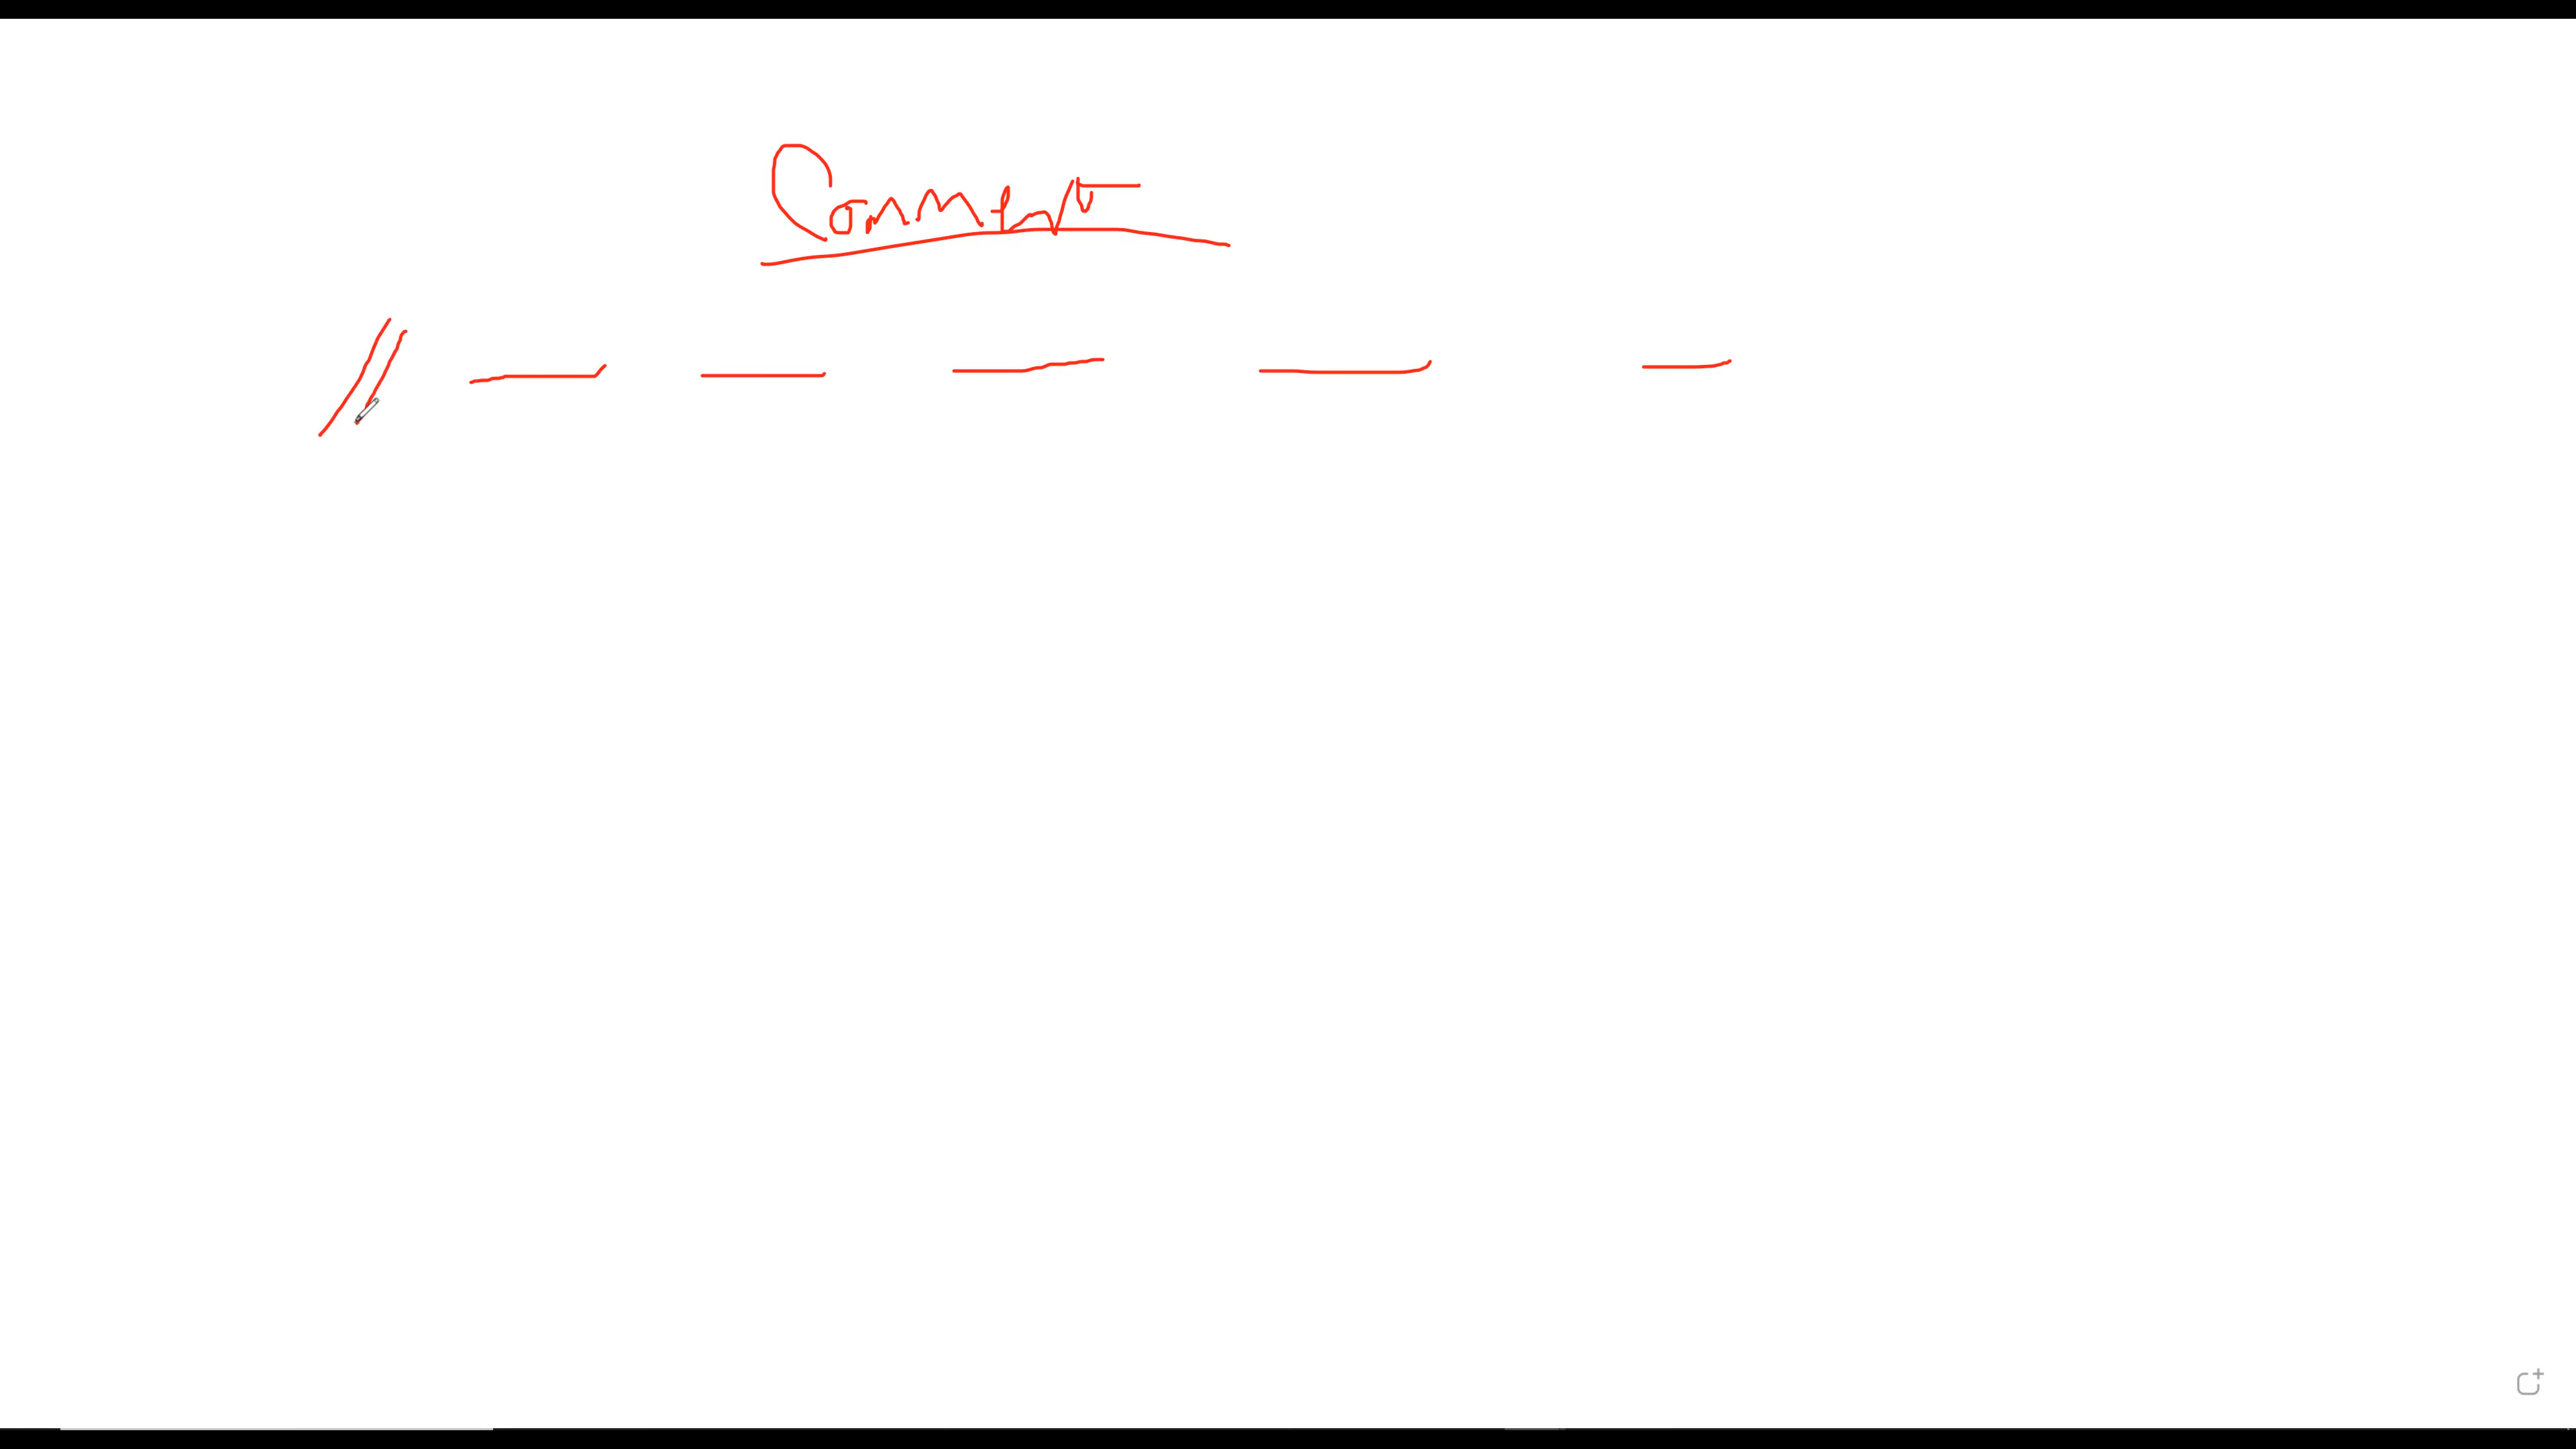 Comment
// — — — — —